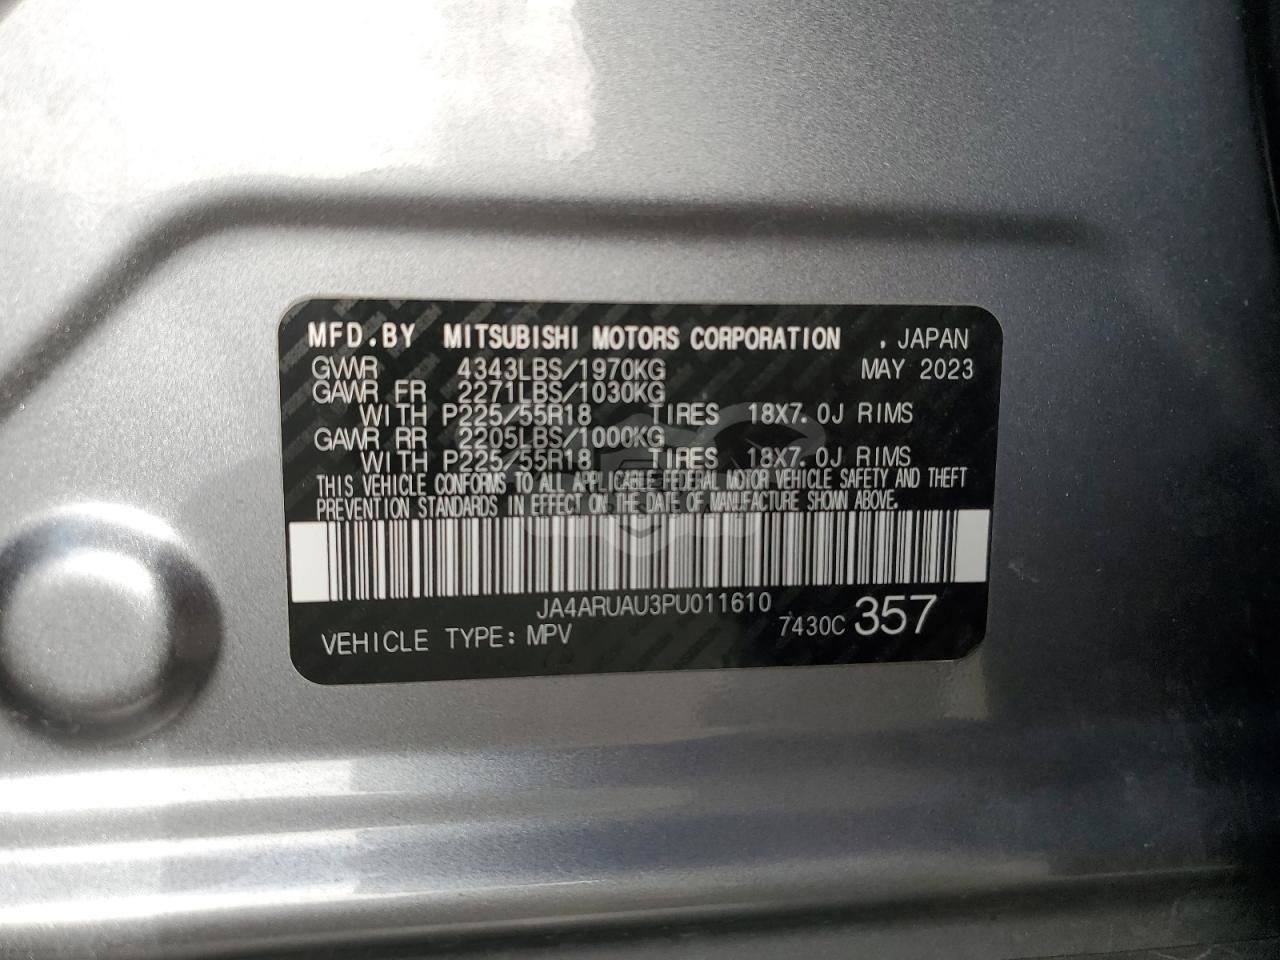 MFD.BY MITSUBISHI MOTORS CORPORATION . JAPAN
GVWR 4343LBS/1970KG MAY 2023
GAWR FR 2271LBS/1030KG
WITH P225/55R18 TIRES 18X7.0J RIMS
GAWR RR 2205LBS/1000KG
WITH P225/55R18 TIRES 18X7.0J RIMS
THIS VEHICLE CONFORMS TO ALL APPLICABLE FEDERAL MOTOR VEHICLE SAFETY AND THEFT
PREVENTION STANDARDS IN EFFECT ON THE DATE OF MANUFACTURE SHOWN ABOVE.
JA4ARUAU3PU011610
VEHICLE TYPE: MPV 7430C 357